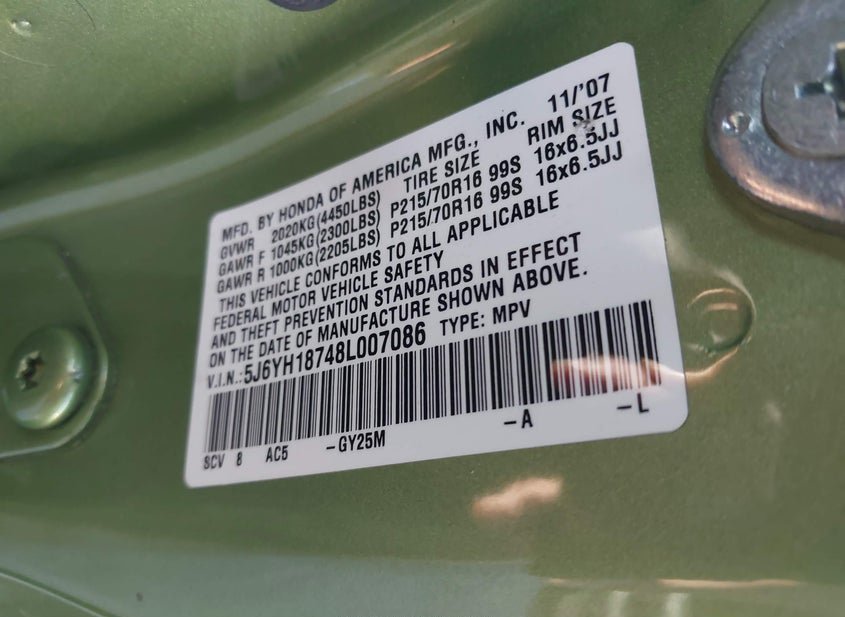 MFD. BY HONDA OF AMERICA MFG., INC. 11/'07
GVWR 2020KG(4450LBS) TIRE SIZE RIM SIZE
GAWR F 1045KG(2300LBS) P215/70R16 99S 16x6.5JJ
GAWR R 1000KG(2205LBS) P215/70R16 99S 16x6.5JJ
THIS VEHICLE CONFORMS TO ALL APPLICABLE
FEDERAL MOTOR VEHICLE SAFETY
AND THEFT PREVENTION STANDARDS IN EFFECT
ON THE DATE OF MANUFACTURE SHOWN ABOVE.
V.I.N.:5J6YH18748L007086 TYPE: MPV
SCV 8 AC5 -GY25M -A -L